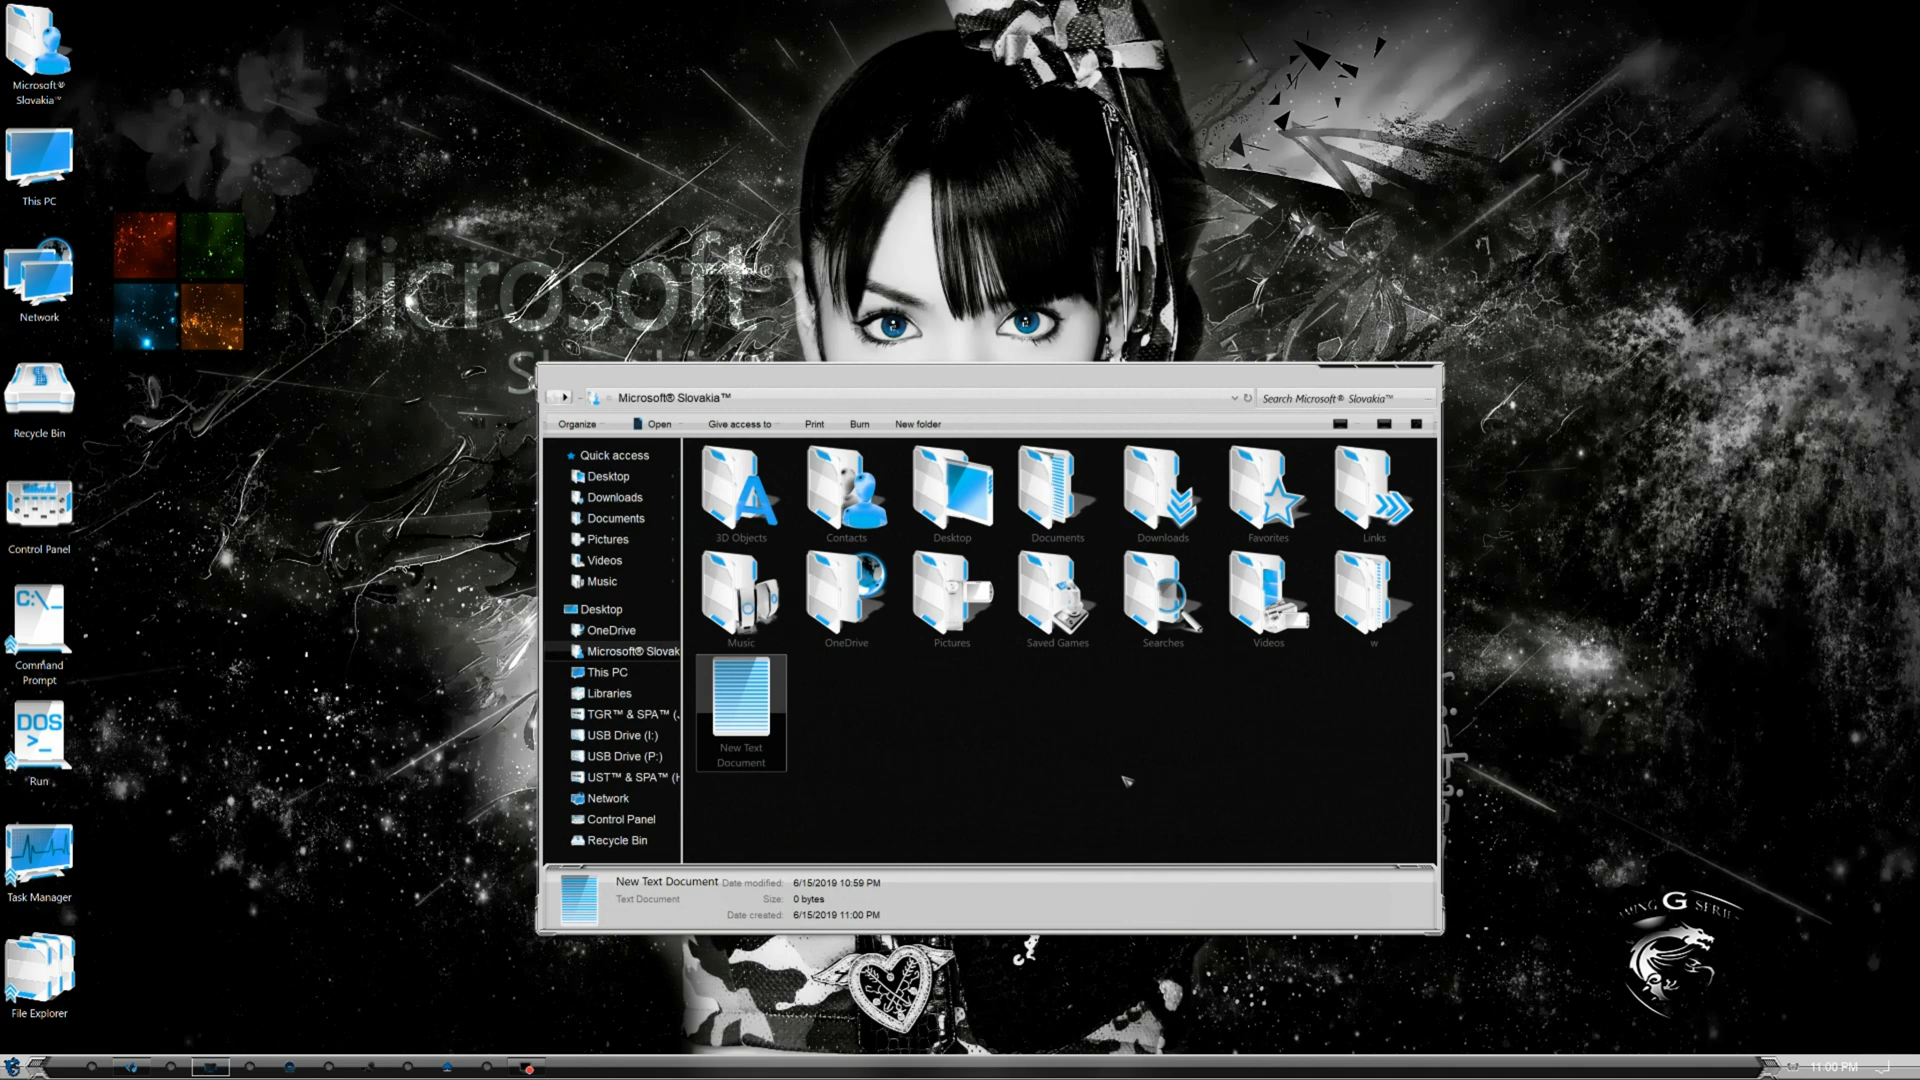 Microsoft®
Slovakia™
This PC
Network
Recycle Bin
Control Panel
C:\_
Command
Prompt
DOS
>_
Run
Task Manager
File Explorer
Microsoft®
Microsoft® Slovakia™
Search Microsoft® Slovakia™
Organize
Open
Give access to
Print
Burn
New folder
Quick access
Desktop
Downloads
Documents
Pictures
Videos
Music
Desktop
OneDrive
Microsoft® Slovak
This PC
Libraries
TGR™ & SPA™ (
USB Drive (I:)
USB Drive (P:)
UST™ & SPA™ (H
Network
Control Panel
Recycle Bin
3D Objects
Contacts
Desktop
Documents
Downloads
Favorites
Links
Music
OneDrive
Pictures
Saved Games
Searches
Videos
w
New Text
Document
New Text Document
Text Document
Date modified: 6/15/2019 10:59 PM
Size: 0 bytes
Date created: 6/15/2019 11:00 PM
G SERIES
11:00 PM